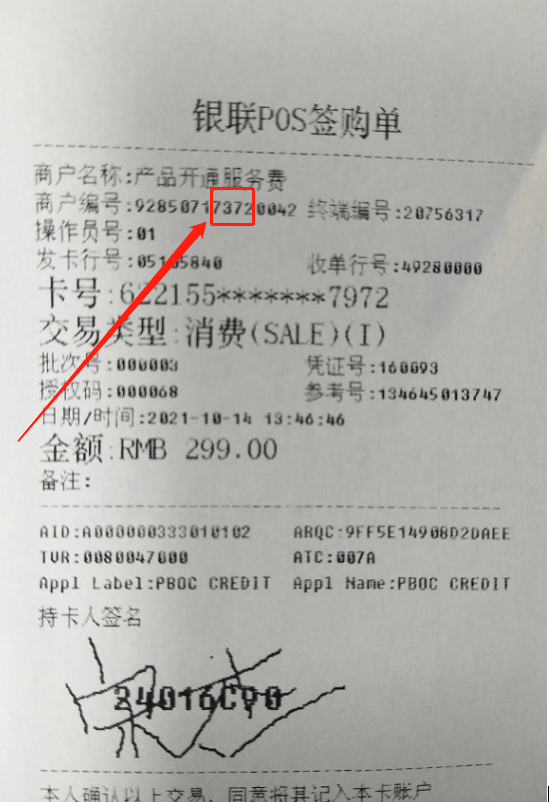 银联POS签购单
商户名称:产品开通服务费
商户编号:928507173720042 终端编号:20756317
操作员号:01
发卡行号:05105840 收单行号:49280000
卡号:622155*******7972
交易类型:消费(SALE)(I)
批次号:000003 凭证号:160093
授权码:000068 参考号:134645013747
日期/时间:2021-10-14 13:46:46
金额:RMB 299.00
备注:
AID:A000000333010102 ARQC:9FF5E14908D2DAEE
TVR:0080047000 ATC:007A
Appl Label:PBOC CREDIT Appl Name:PBOC CREDIT
持卡人签名
24016C90
本人确认以上交易，同意将其记入本卡账户